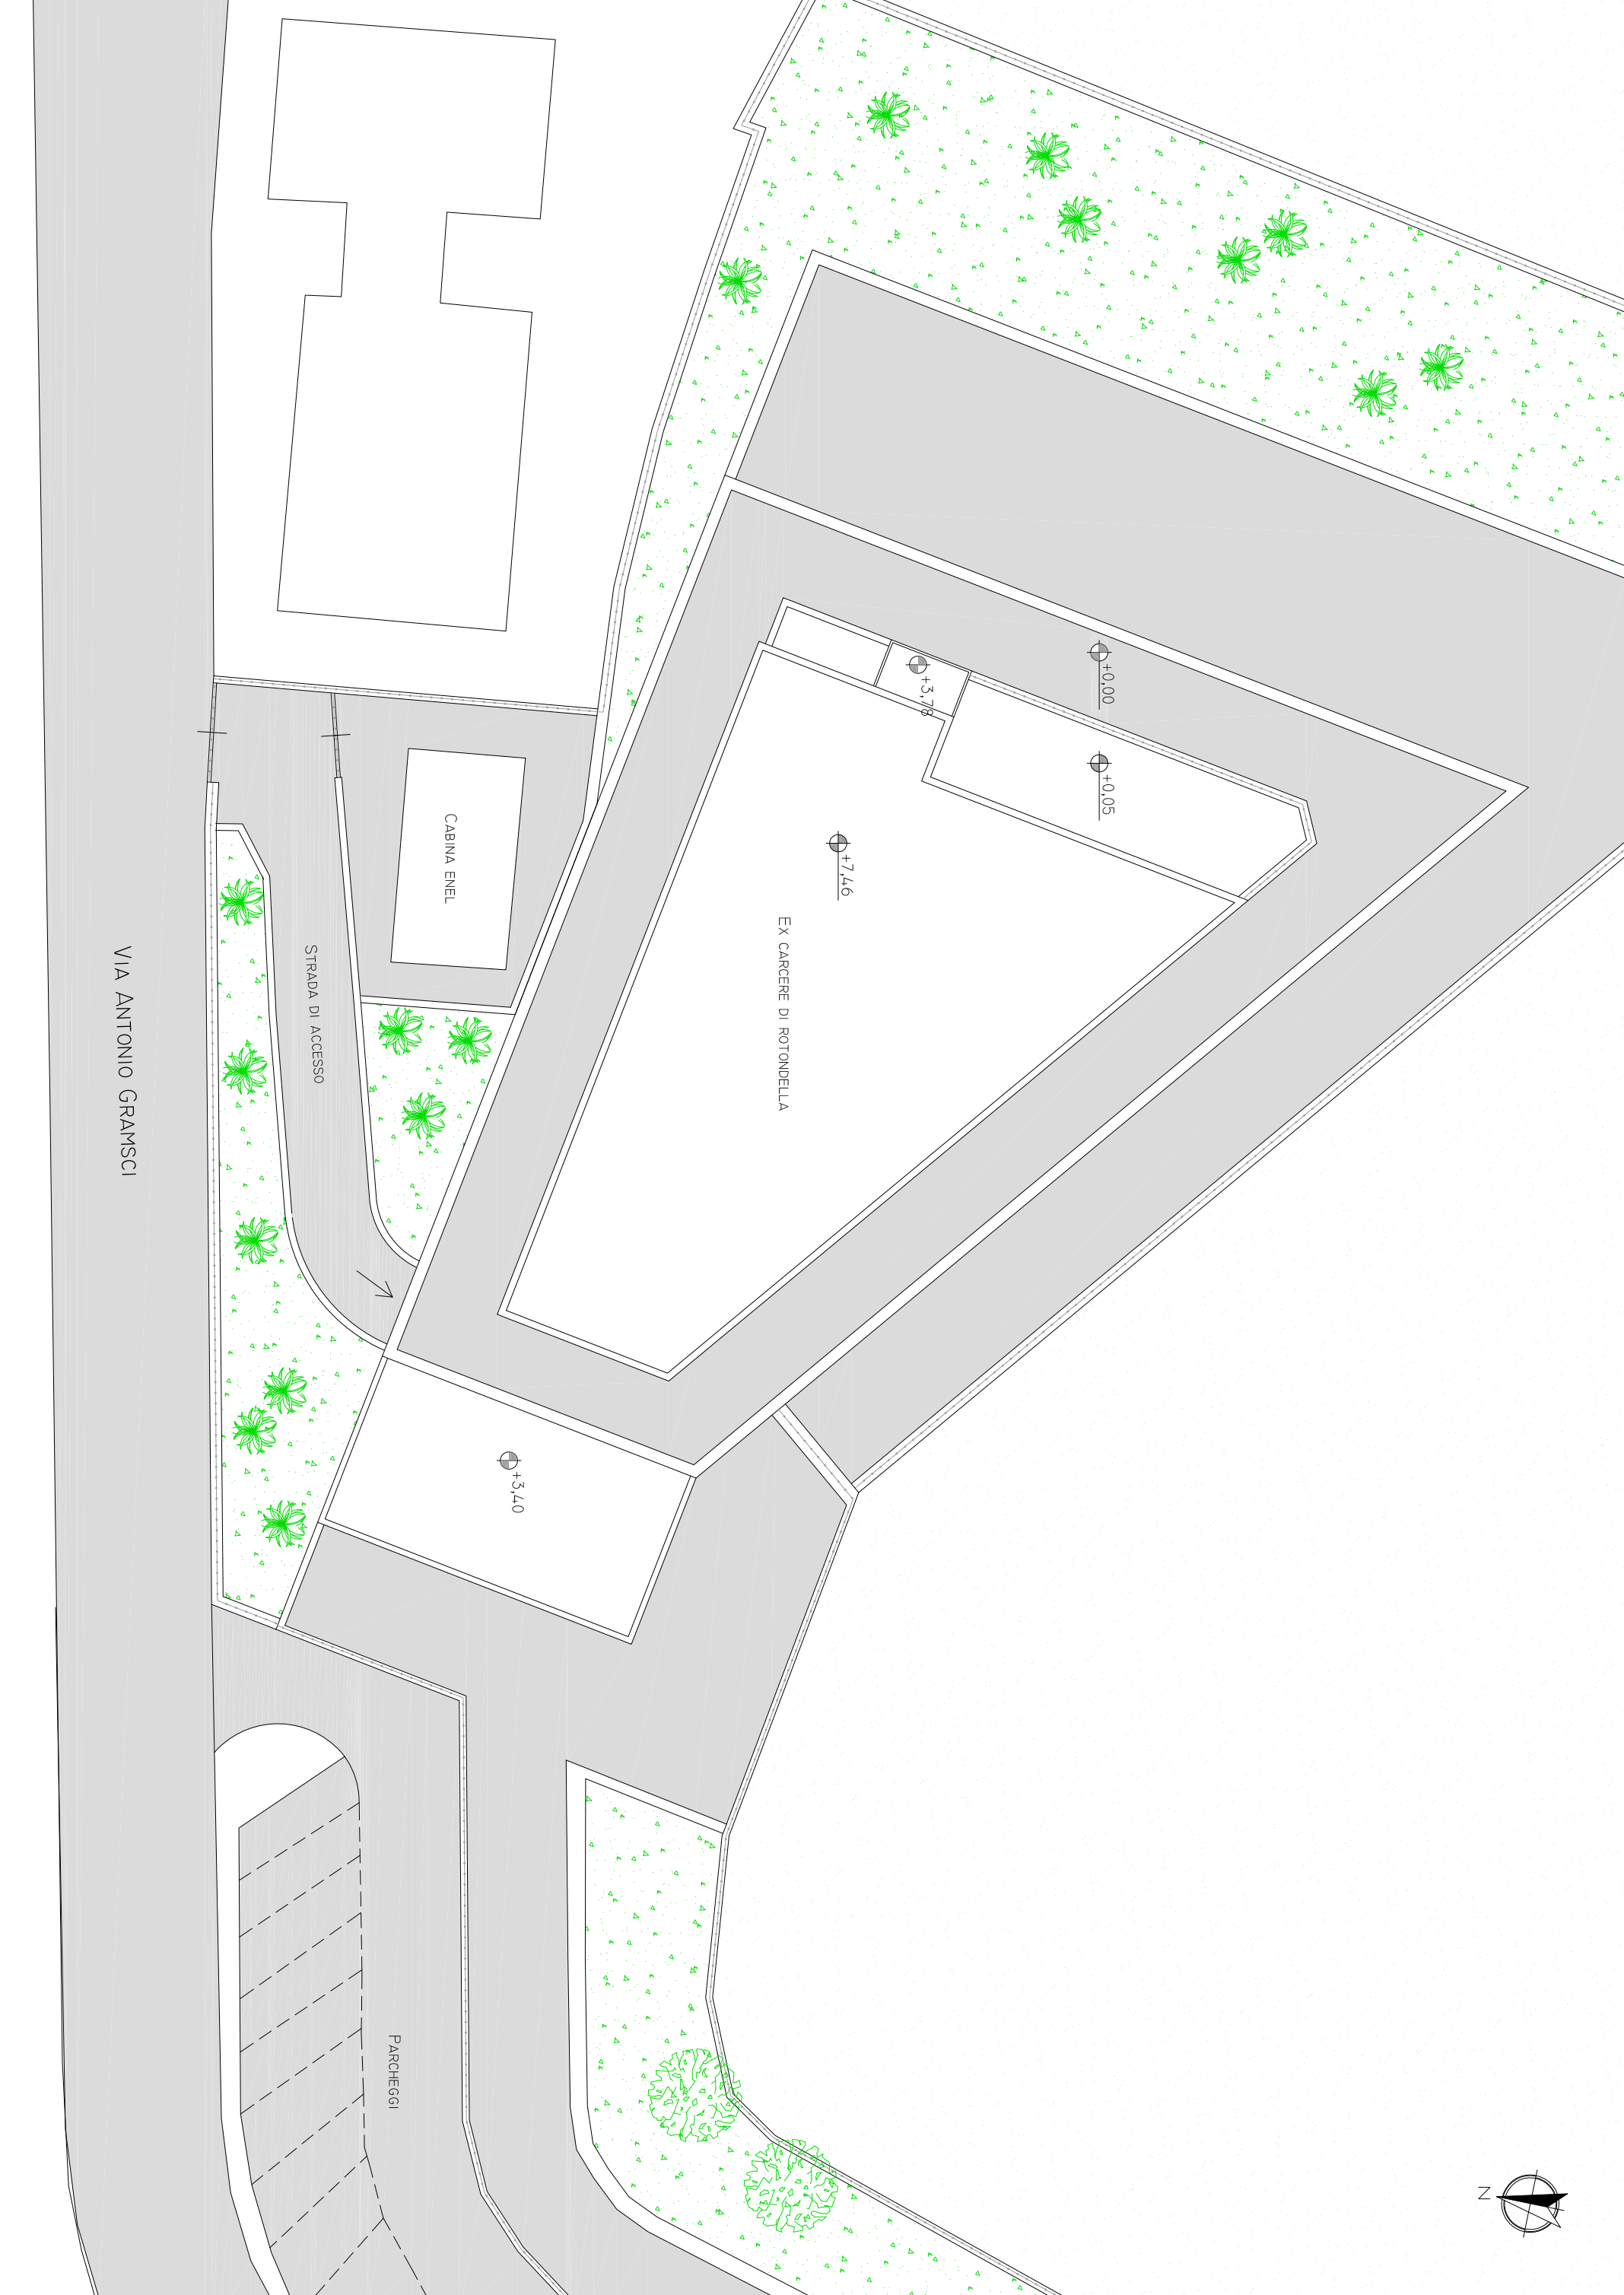 +0,00
+3,78
+0,05
+7,46
EX CARCERE DI ROTONDELLA
CABINA ENEL
STRADA DI ACCESSO
VIA ANTONIO GRAMSCI
+3,40
PARCHEGGI
N